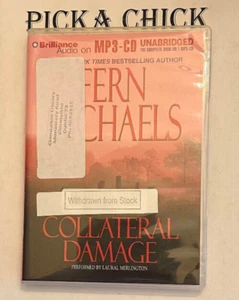 PICK A CHICK
Brilliance Audio on MP3-CD UNABRIDGED
NEW YORK TIMES BESTSELLING AUTHOR
FERN
MICHAELS
Withdrawn from Stock
COLLATERAL
DAMAGE
PERFORMED BY LAURAL MERLINGTON